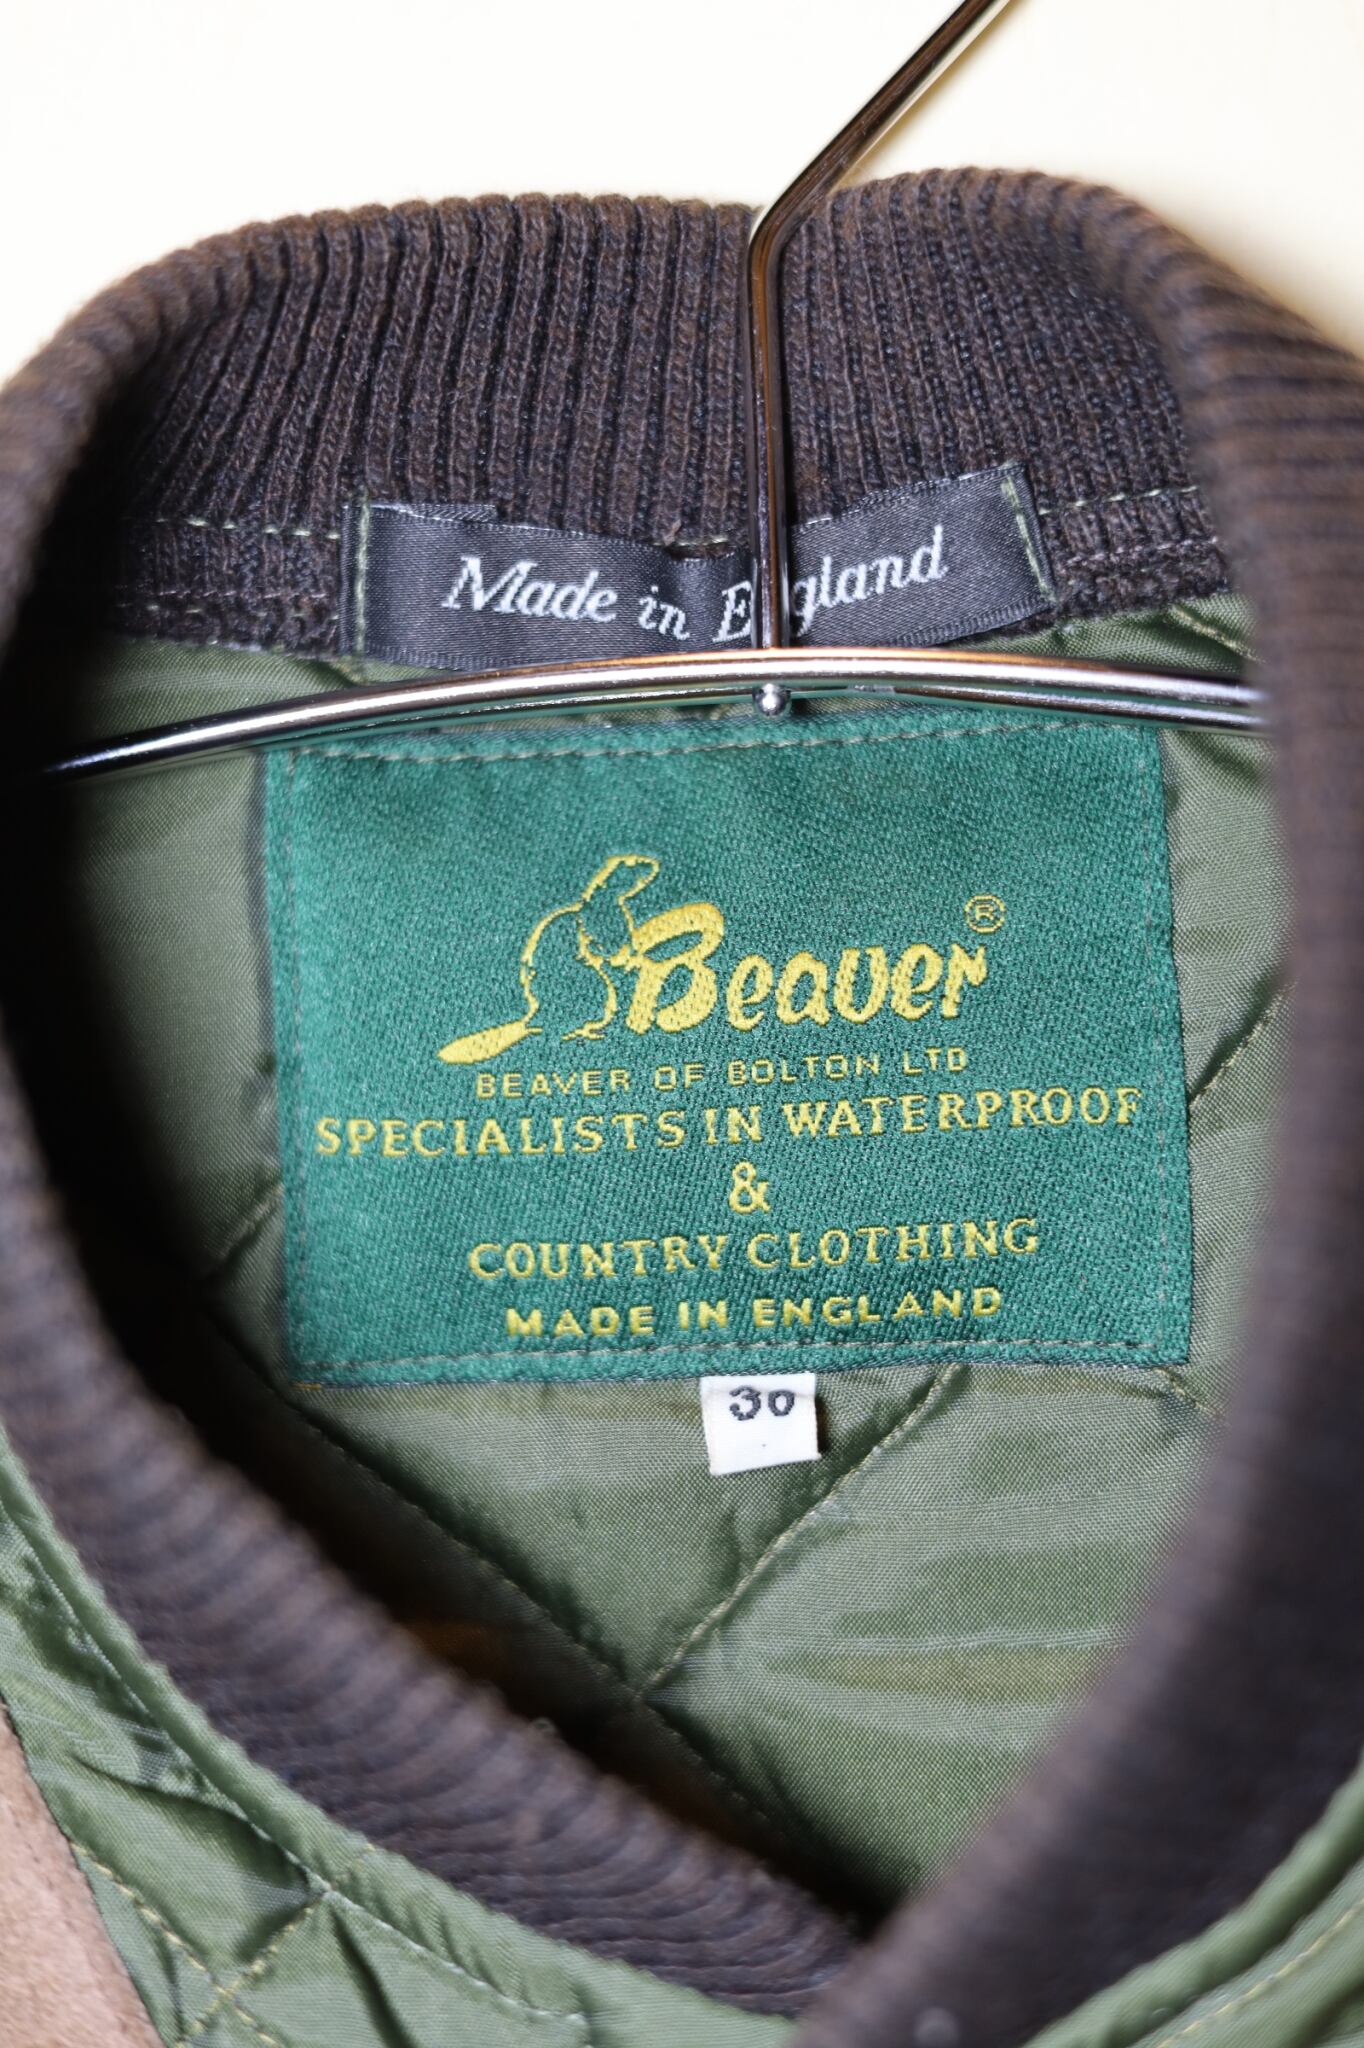 Made in England
Beaver®
BEAVER OF BOLTON LTD
SPECIALISTS IN WATERPROOF
&
COUNTRY CLOTHING
MADE IN ENGLAND
30